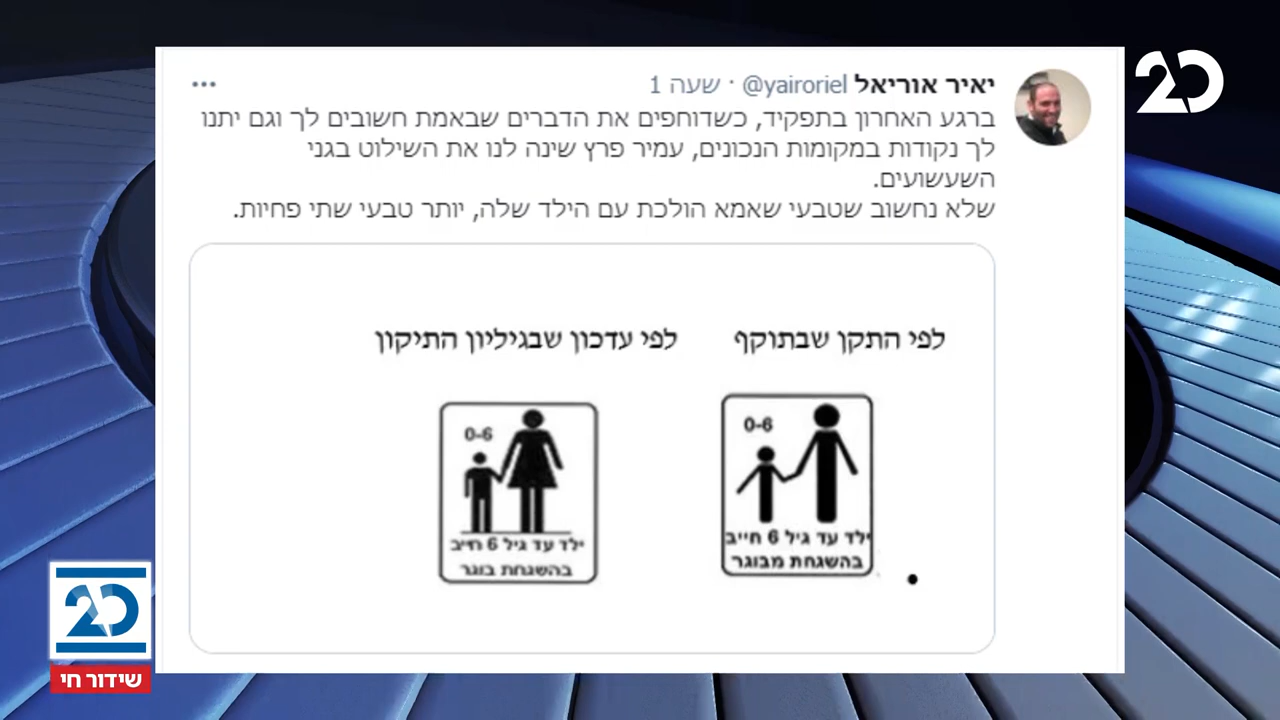 20
יאיר אוריאל @yairoriel · שעה 1
ברגע האחרון בתפקיד, כשדוחפים את הדברים שבאמת חשובים לך וגם יתנו
לך נקודות במקומות הנכונים, עמיר פרץ שינה לנו את השילוט בגני
השעשועים.
שלא נחשוב שטבעי שאמא הולכת עם הילד שלה, יותר טבעי שתי פחיות.
לפי התקן שבתוקף
לפי עדכון שבגיליון התיקון
0-6
ילד עד גיל 6 חייב
בהשגחת מבוגר
0-6
ילד עד גיל 6 חייב
בהשגחת בוגר
20
שידור חי